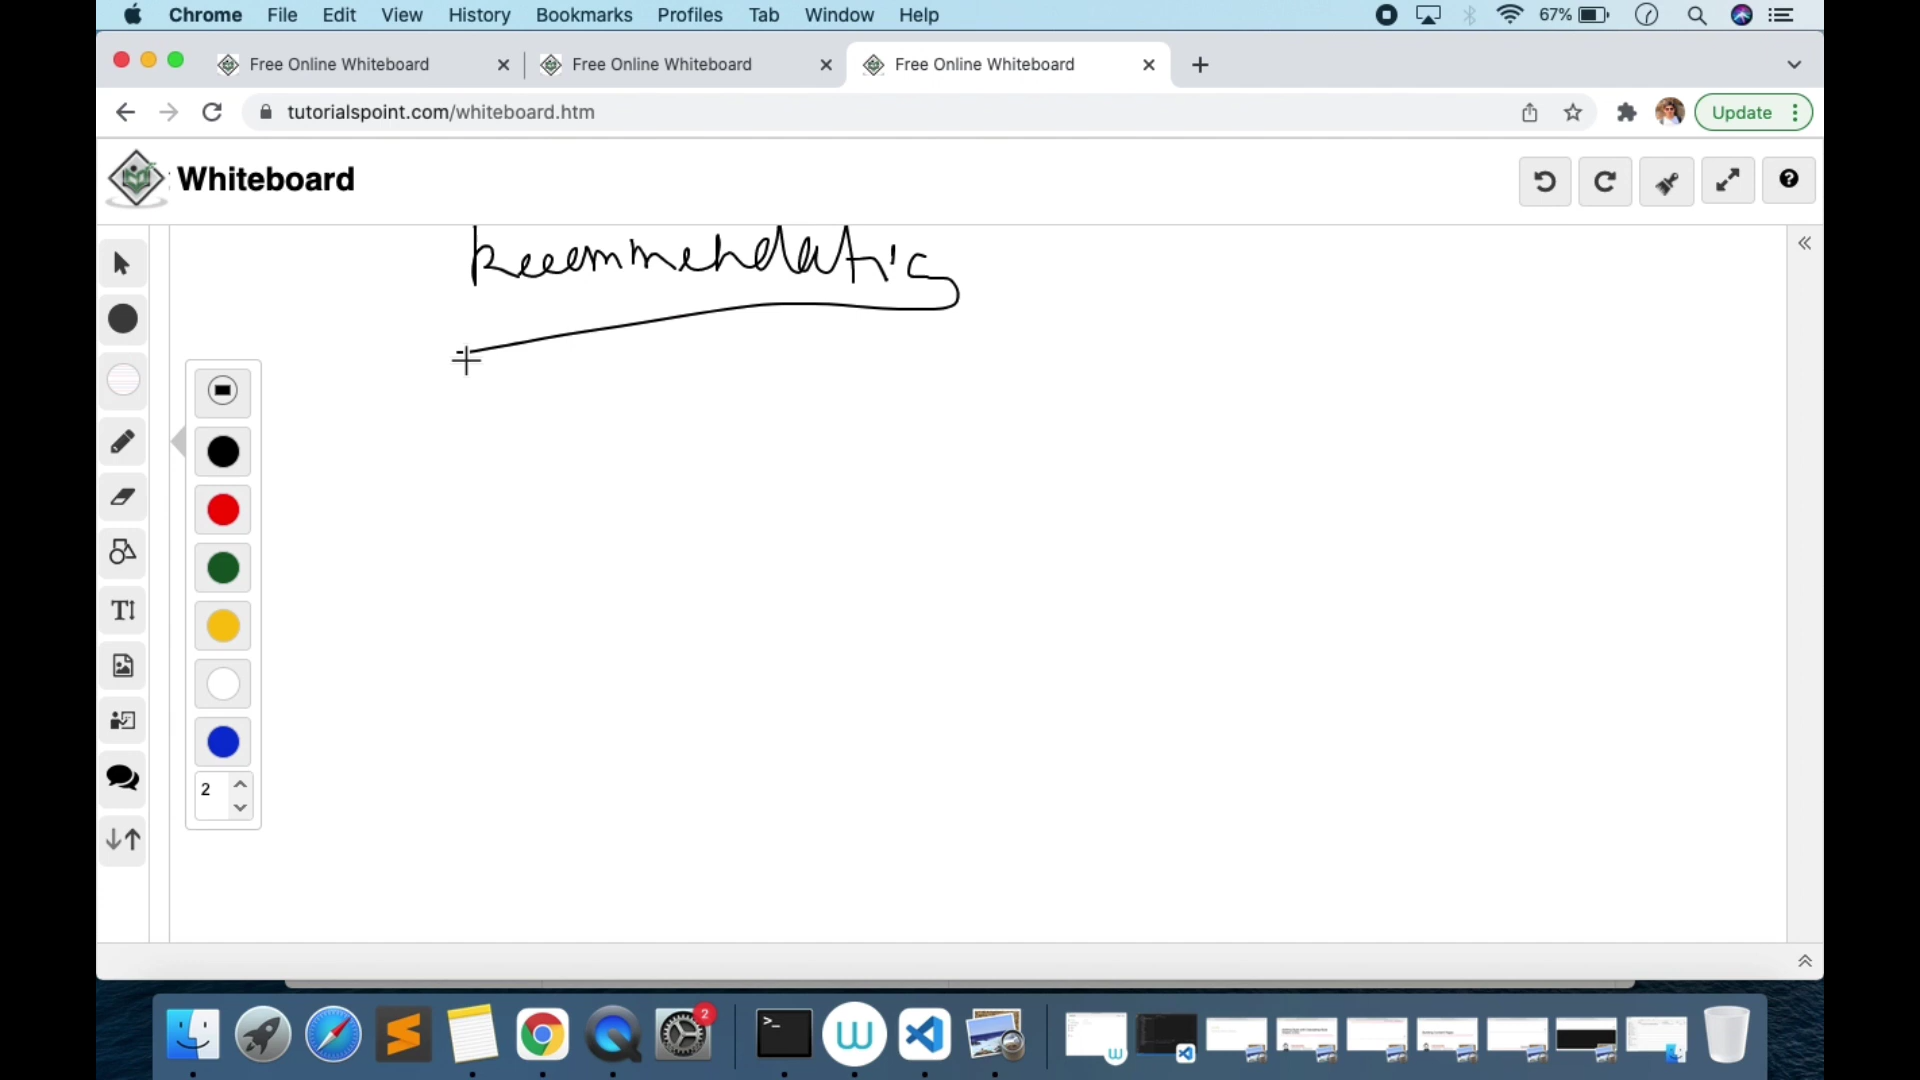 Chrome File Edit View History Bookmarks Profiles Tab Window Help 67%
Free Online Whiteboard Free Online Whiteboard Free Online Whiteboard
tutorialspoint.com/whiteboard.htm Update
Whiteboard
2
2